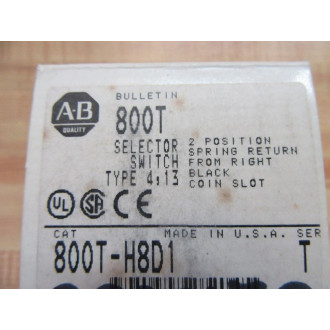 BULLETIN
A-B
QUALITY
800T
SELECTOR SWITCH TYPE 4,13
2 POSITION SPRING RETURN FROM RIGHT BLACK COIN SLOT
UL SA CE
CAT MADE IN U.S.A. SER
800T-H8D1 T